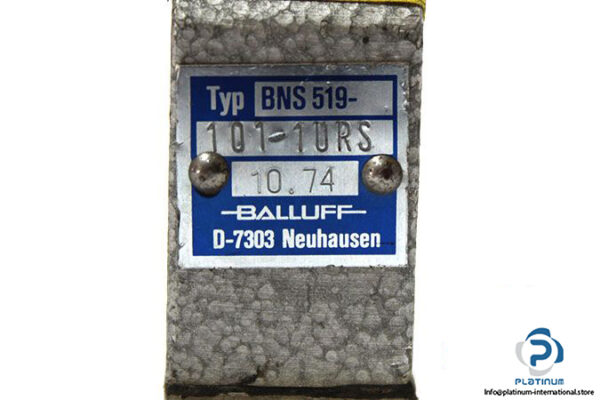 Typ BNS 519-
101-1URS
10.74
BALLUFF
D-7303 Neuhausen
PLATINUM
Info@platinum-international.store